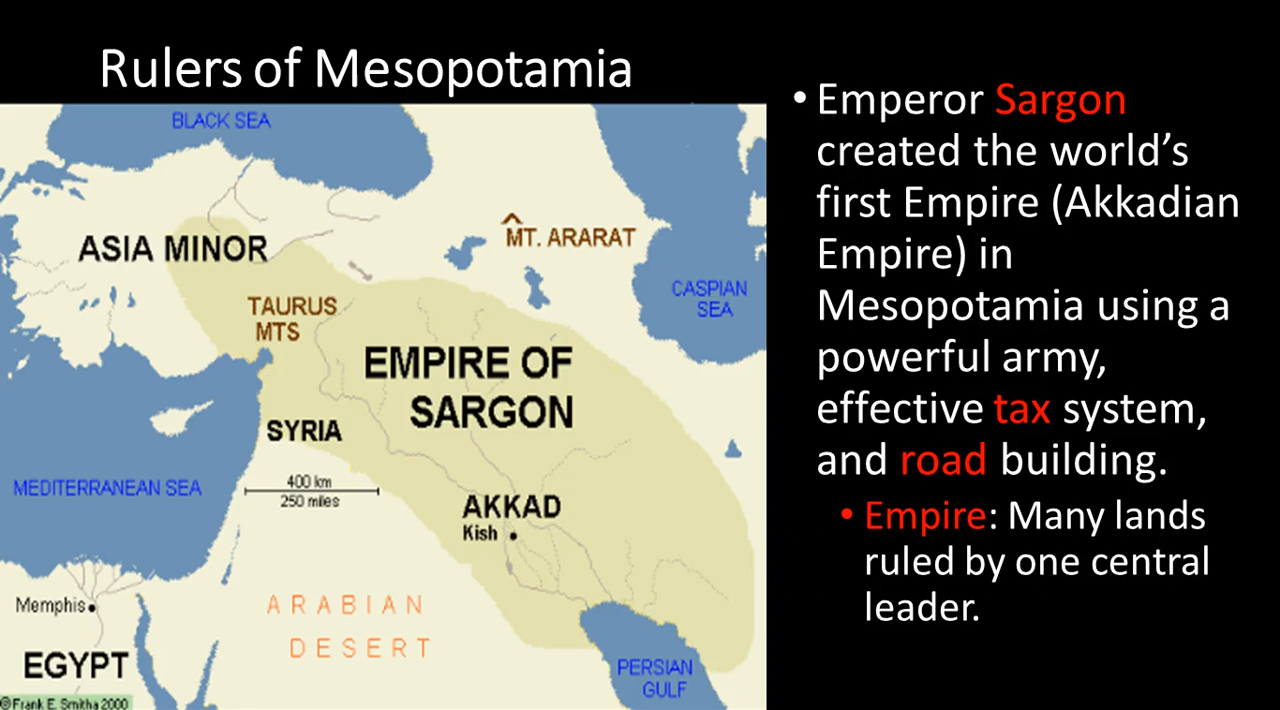 Rulers of Mesopotamia
BLACK SEA
ASIA MINOR
MT. ARARAT
TAURUS
MTS
CASPIAN
SEA
EMPIRE OF
SARGON
SYRIA
MEDITERRANEAN SEA
400 km
250 miles
AKKAD
Kish
Memphis
ARABIAN
DESERT
EGYPT
PERSIAN
GULF
©Frank E. Smitha 2000
• Emperor Sargon
created the world’s
first Empire (Akkadian
Empire) in
Mesopotamia using a
powerful army,
effective tax system,
and road building.
• Empire: Many lands
ruled by one central
leader.